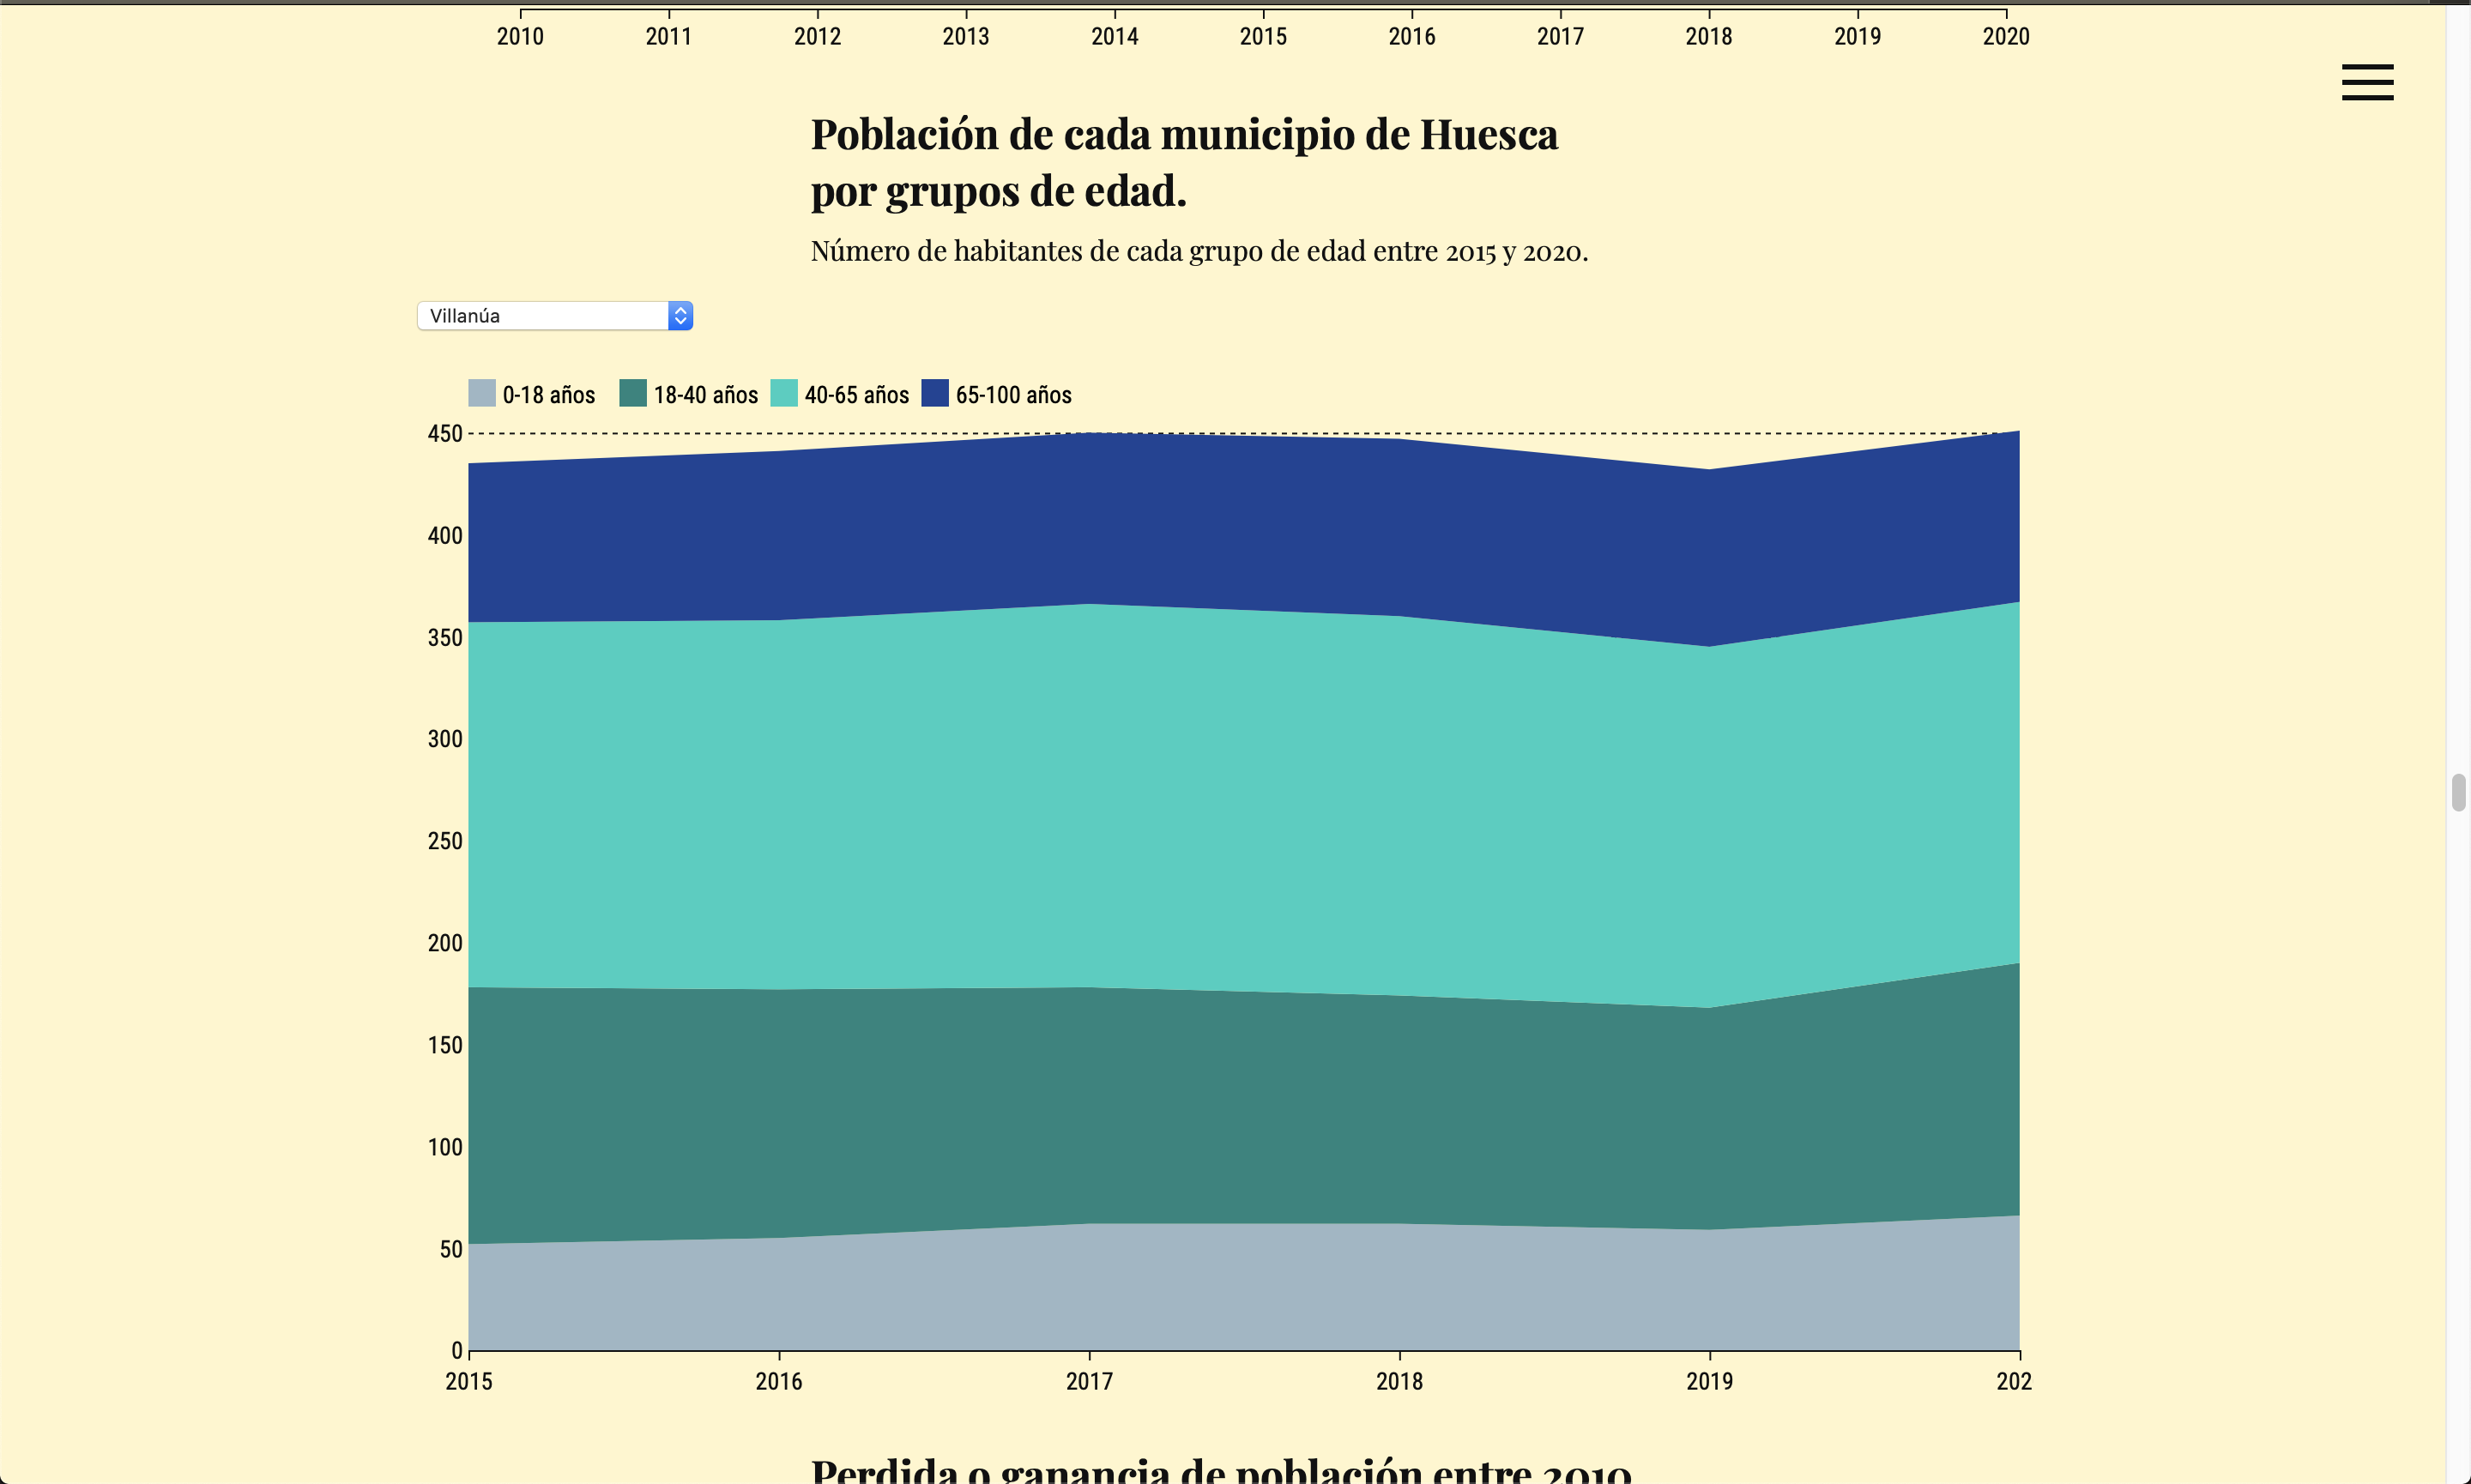 2010 2011 2012 2013 2014 2015 2016 2017 2018 2019 2020
Población de cada municipio de Huesca
por grupos de edad.
Número de habitantes de cada grupo de edad entre 2015 y 2020.
Villanúa
0-18 años 18-40 años 40-65 años 65-100 años
450
400
350
300
250
200
150
100
50
0
2015 2016 2017 2018 2019 202
Perdida o ganancia de población entre 2010